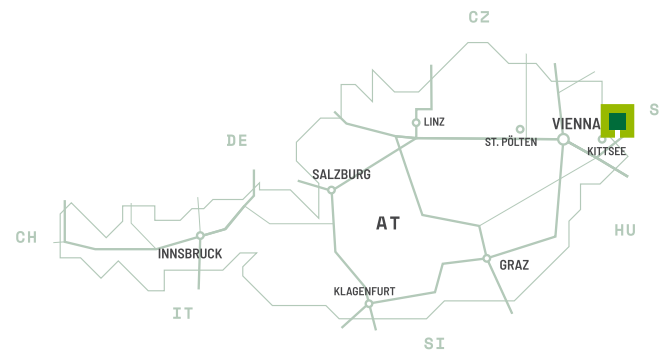 CZ
S
LINZ
VIENNA
ST. PÖLTEN
DE
KITTSEE
SALZBURG
AT
HU
CH
INNSBRUCK
GRAZ
KLAGENFURT
IT
SI